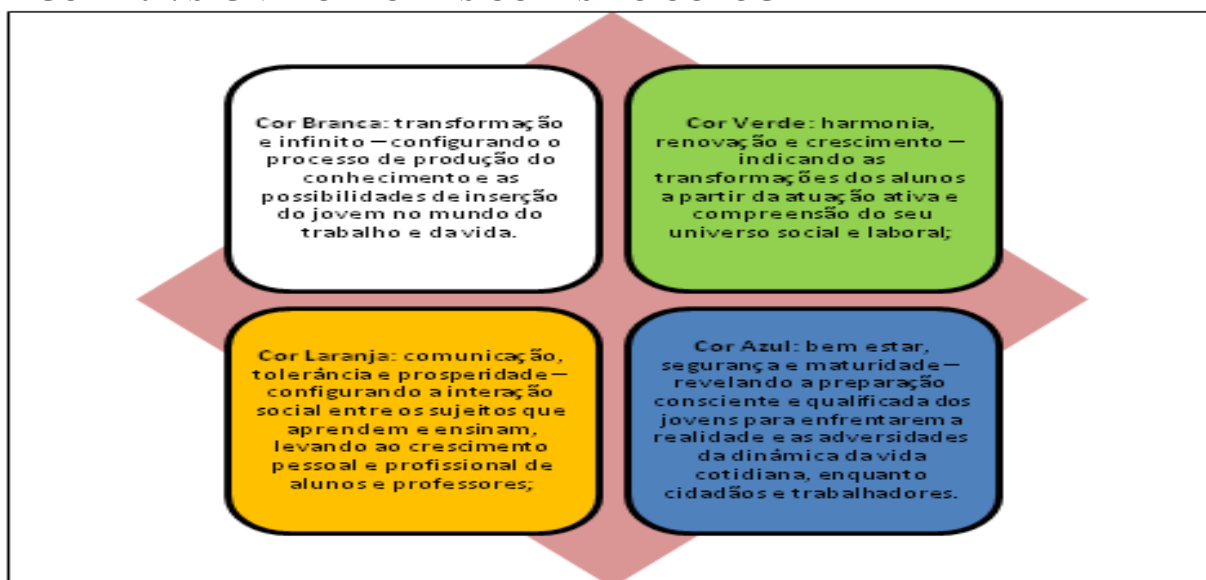 Cor Branca: transformação
e infinito – configurando o
processo de produção do
conhecimento e as
possibilidades de inserção
do jovem no mundo do
trabalho e da vida.
Cor Verde: harmonia,
renovação e crescimento –
indicando as
transformações dos alunos
a partir da atuação ativa e
compreensão do seu
universo social e laboral;
Cor Laranja: comunicação,
tolerância e prosperidade –
configurando a interação
social entre os sujeitos que
aprendem e ensinam,
levando ao crescimento
pessoal e profissional de
alunos e professores;
Cor Azul: bem estar,
segurança e maturidade –
revelando a preparação
consciente e qualificada dos
jovens para enfrentarem a
realidade e as adversidades
da dinâmica da vida
cotidiana, enquanto
cidadãos e trabalhadores.